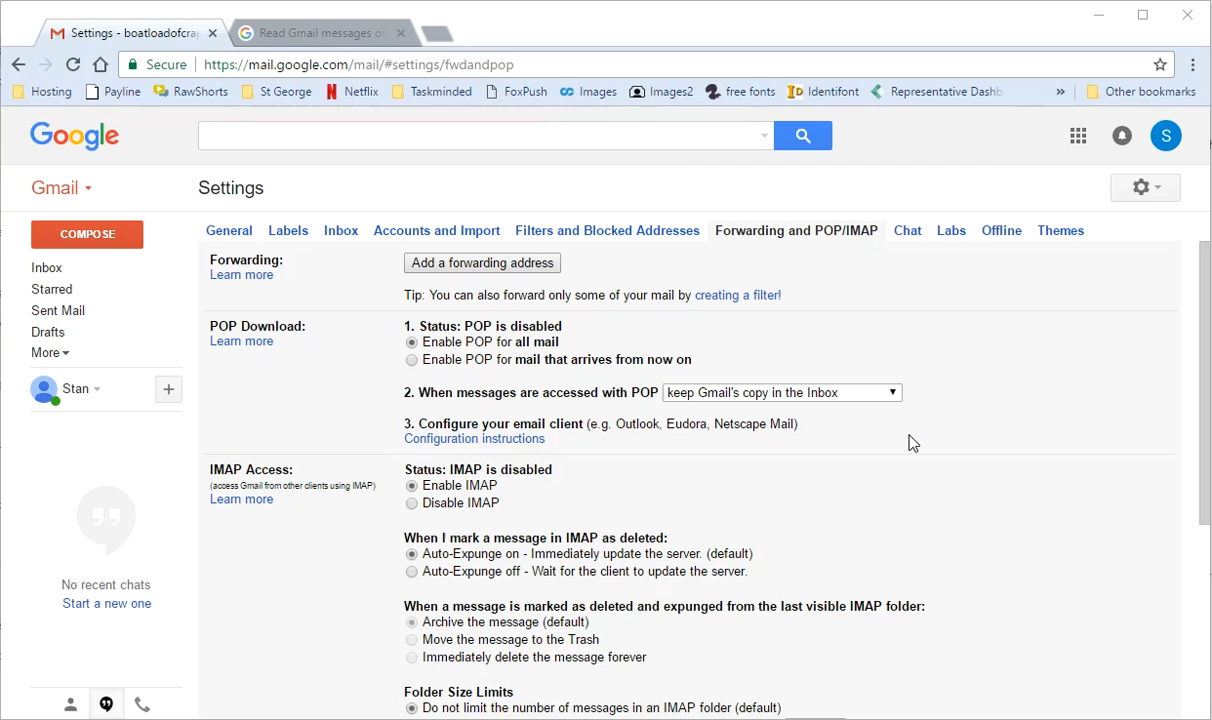 Settings - boatloadofcrap
Read Gmail messages on
Secure
https://mail.google.com/mail/#settings/fwdandpop
Hosting
Payline
RawShorts
St George
Netflix
Taskminded
FoxPush
Images
Images2
free fonts
Identifont
Representative Dashb
»
Other bookmarks
Google
S
Gmail
Settings
COMPOSE
General
Labels
Inbox
Accounts and Import
Filters and Blocked Addresses
Forwarding and POP/IMAP
Chat
Labs
Offline
Themes
Inbox
Starred
Sent Mail
Drafts
More
Stan
No recent chats
Start a new one
Forwarding:
Learn more
Add a forwarding address
Tip: You can also forward only some of your mail by creating a filter!
POP Download:
Learn more
1. Status: POP is disabled
Enable POP for all mail
Enable POP for mail that arrives from now on
2. When messages are accessed with POP keep Gmail's copy in the Inbox
3. Configure your email client (e.g. Outlook, Eudora, Netscape Mail)
Configuration instructions
IMAP Access:
(access Gmail from other clients using IMAP)
Learn more
Status: IMAP is disabled
Enable IMAP
Disable IMAP
When I mark a message in IMAP as deleted:
Auto-Expunge on - Immediately update the server. (default)
Auto-Expunge off - Wait for the client to update the server.
When a message is marked as deleted and expunged from the last visible IMAP folder:
Archive the message (default)
Move the message to the Trash
Immediately delete the message forever
Folder Size Limits
Do not limit the number of messages in an IMAP folder (default)